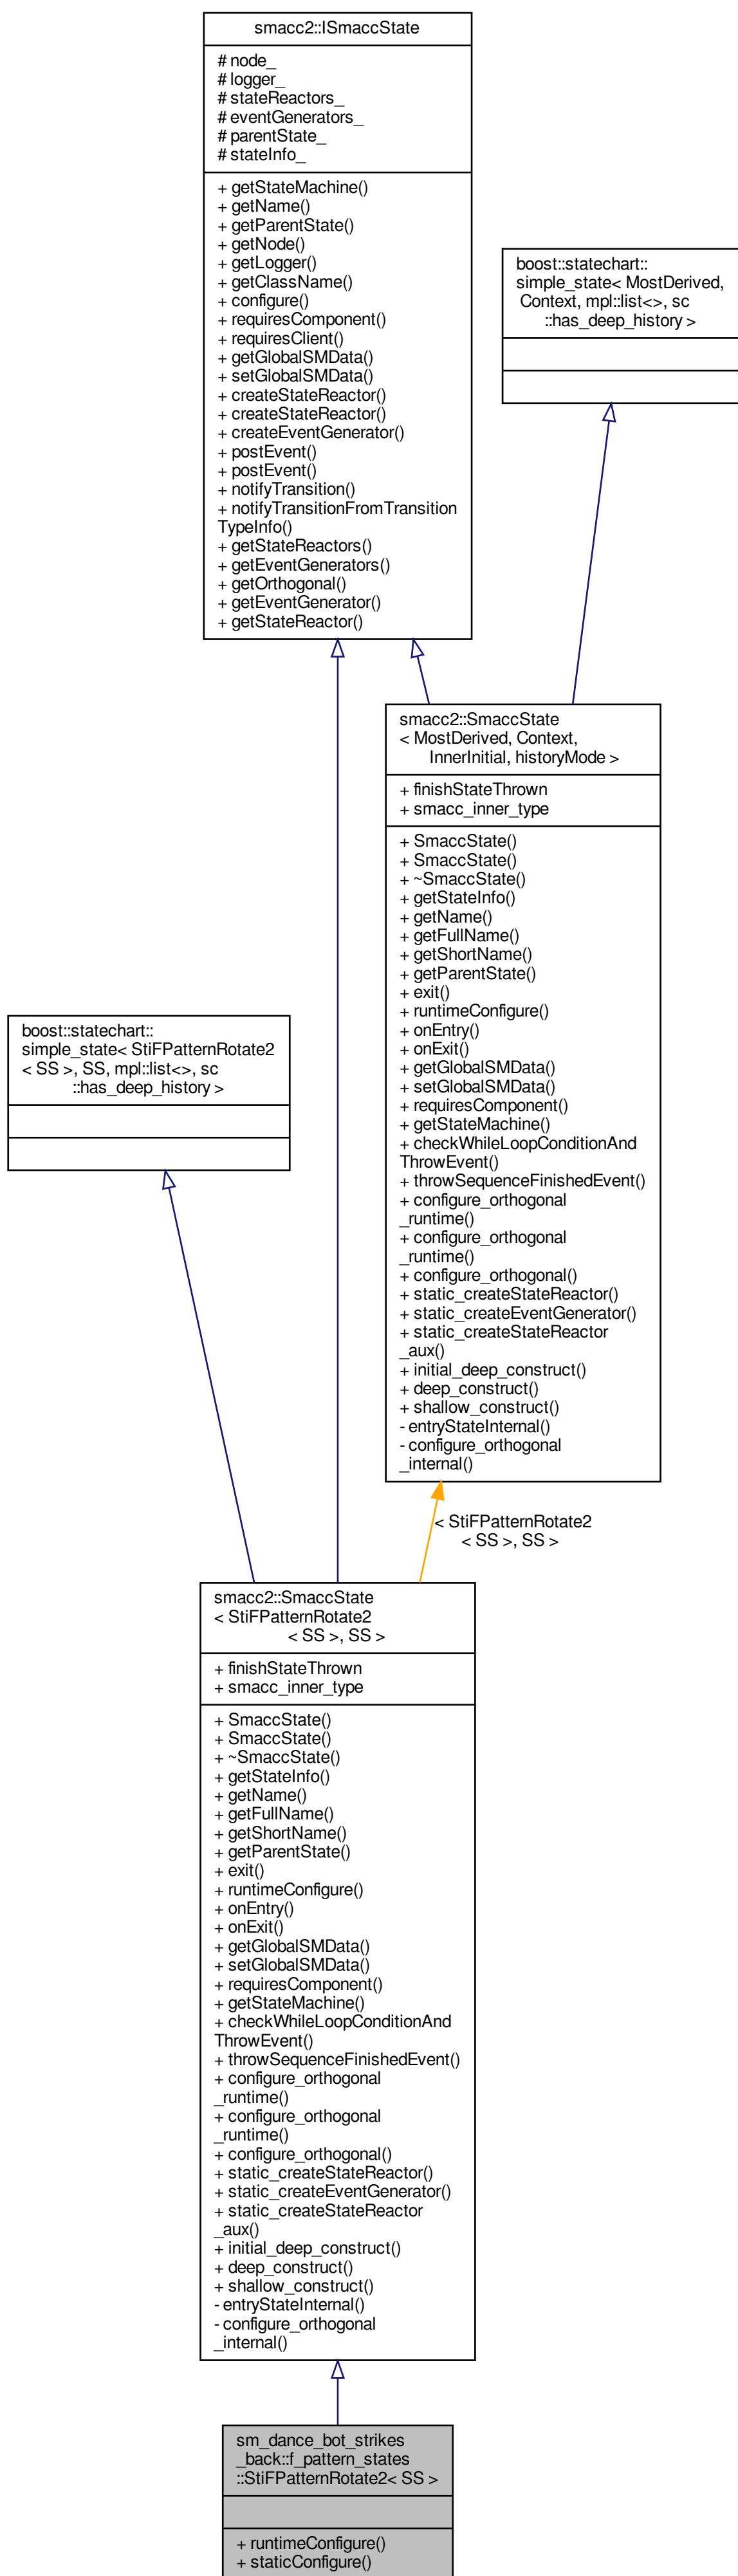 smacc2::ISmaccState
# node_
# logger_
# stateReactors_
# eventGenerators_
# parentState_
# stateInfo_
+ getStateMachine()
+ getName()
+ getParentState()
+ getNode()
+ getLogger()
+ getClassName()
+ configure()
+ requiresComponent()
+ requiresClient()
+ getGlobalSMData()
+ setGlobalSMData()
+ createStateReactor()
+ createStateReactor()
+ createEventGenerator()
+ postEvent()
+ postEvent()
+ notifyTransition()
+ notifyTransitionFromTransition
TypeInfo()
+ getStateReactors()
+ getEventGenerators()
+ getOrthogonal()
+ getEventGenerator()
+ getStateReactor()
boost::statechart::
simple_state< MostDerived,
Context, mpl::list<>, sc
::has_deep_history >
smacc2::SmaccState
< MostDerived, Context,
InnerInitial, historyMode >
+ finishStateThrown
+ smacc_inner_type
+ SmaccState()
+ SmaccState()
+ ~SmaccState()
+ getStateInfo()
+ getName()
+ getFullName()
+ getShortName()
+ getParentState()
+ exit()
+ runtimeConfigure()
+ onEntry()
+ onExit()
+ getGlobalSMData()
+ setGlobalSMData()
+ requiresComponent()
+ getStateMachine()
+ checkWhileLoopConditionAnd
ThrowEvent()
+ throwSequenceFinishedEvent()
+ configure_orthogonal
_runtime()
+ configure_orthogonal
_runtime()
+ configure_orthogonal()
+ static_createStateReactor()
+ static_createEventGenerator()
+ static_createStateReactor
_aux()
+ initial_deep_construct()
+ deep_construct()
+ shallow_construct()
- entryStateInternal()
- configure_orthogonal
_internal()
boost::statechart::
simple_state< StiFPatternRotate2
< SS >, SS, mpl::list<>, sc
::has_deep_history >
< StiFPatternRotate2
< SS >, SS >
smacc2::SmaccState
< StiFPatternRotate2
< SS >, SS >
+ finishStateThrown
+ smacc_inner_type
+ SmaccState()
+ SmaccState()
+ ~SmaccState()
+ getStateInfo()
+ getName()
+ getFullName()
+ getShortName()
+ getParentState()
+ exit()
+ runtimeConfigure()
+ onEntry()
+ onExit()
+ getGlobalSMData()
+ setGlobalSMData()
+ requiresComponent()
+ getStateMachine()
+ checkWhileLoopConditionAnd
ThrowEvent()
+ throwSequenceFinishedEvent()
+ configure_orthogonal
_runtime()
+ configure_orthogonal
_runtime()
+ configure_orthogonal()
+ static_createStateReactor()
+ static_createEventGenerator()
+ static_createStateReactor
_aux()
+ initial_deep_construct()
+ deep_construct()
+ shallow_construct()
- entryStateInternal()
- configure_orthogonal
_internal()
sm_dance_bot_strikes
_back::f_pattern_states
::StiFPatternRotate2< SS >
+ runtimeConfigure()
+ staticConfigure()